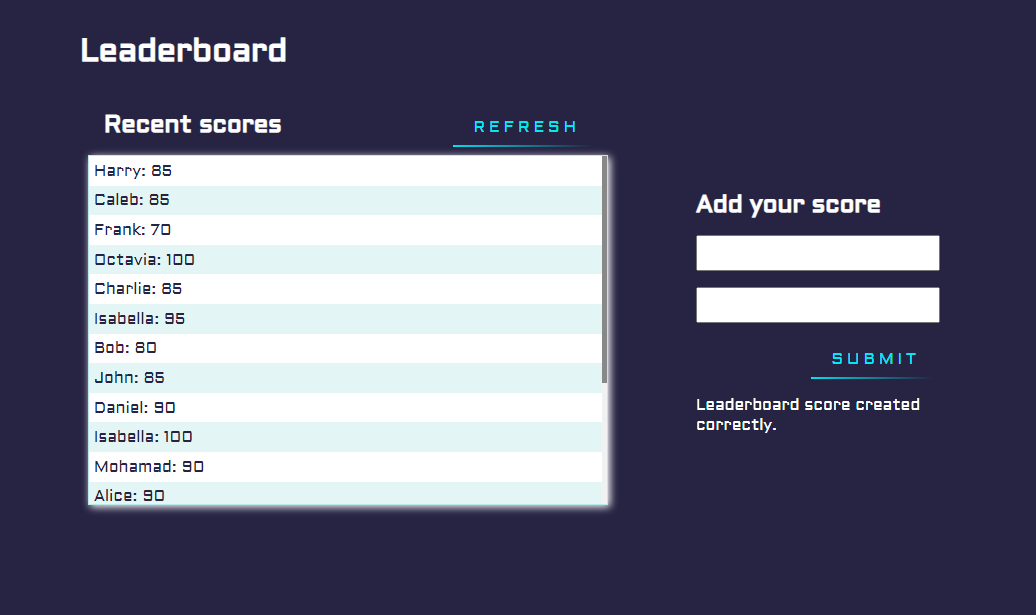 Leaderboard
Recent scores
REFRESH
Harry: 85
Caleb: 85
Frank: 70
Octavia: 100
Charlie: 85
Isabella: 95
Bob: 80
John: 85
Daniel: 90
Isabella: 100
Mohamad: 90
Alice: 90
Add your score
SUBMIT
Leaderboard score created
correctly.